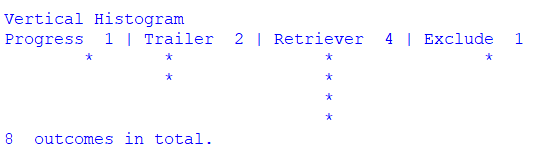 Vertical Histogram
Progress  1 | Trailer  2 | Retriever  4 | Exclude  1
        *       *               *               *
                *               *
                                *
                                *
8  outcomes in total.